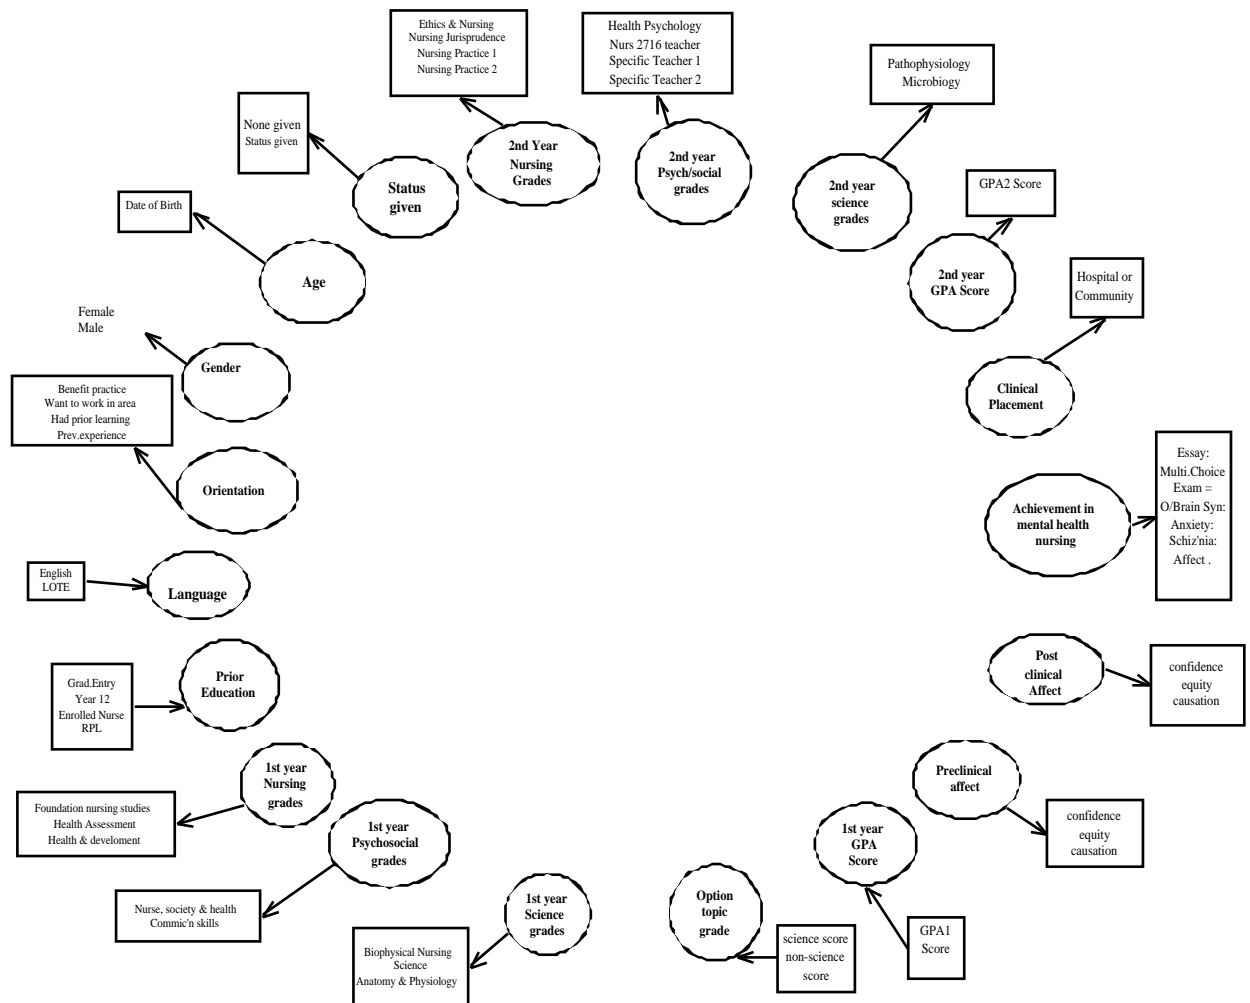 Ethics & Nursing
Nursing Jurisprudence
Nursing Practice 1
Nursing Practice 2
Health Psychology
Nurs 2716 teacher
Specific Teacher 1
Specific Teacher 2
Pathophysiology
Microbiogy
None given
Status given
2nd Year
Nursing
Grades
2nd year
Psych/social
grades
2nd year
science
grades
Status
given
GPA2 Score
Date of Birth
Age
2nd year
GPA Score
Hospital or
Community
Female
Male
Gender
Clinical
Placement
Benefit practice
Want to work in area
Had prior learning
Prev.experience
Orientation
Achievement in
mental health
nursing
Essay:
Multi.Choice
Exam =
O/Brain Syn:
Anxiety:
Schiz'nia:
Affect .
English
LOTE
Language
Grad.Entry
Year 12
Enrolled Nurse
RPL
Prior
Education
Post
clinical
Affect
confidence
equity
causation
1st year
Nursing
grades
Preclinical
affect
Foundation nursing studies
Health Assessment
Health & develoment
1st year
Psychosocial
grades
1st year
GPA
Score
confidence
equity
causation
Nurse, society & health
Commic'n skills
1st year
Science
grades
Option
topic
grade
Biophysical Nursing
Science
Anatomy & Physiology
science score
non-science
score
GPA1
Score